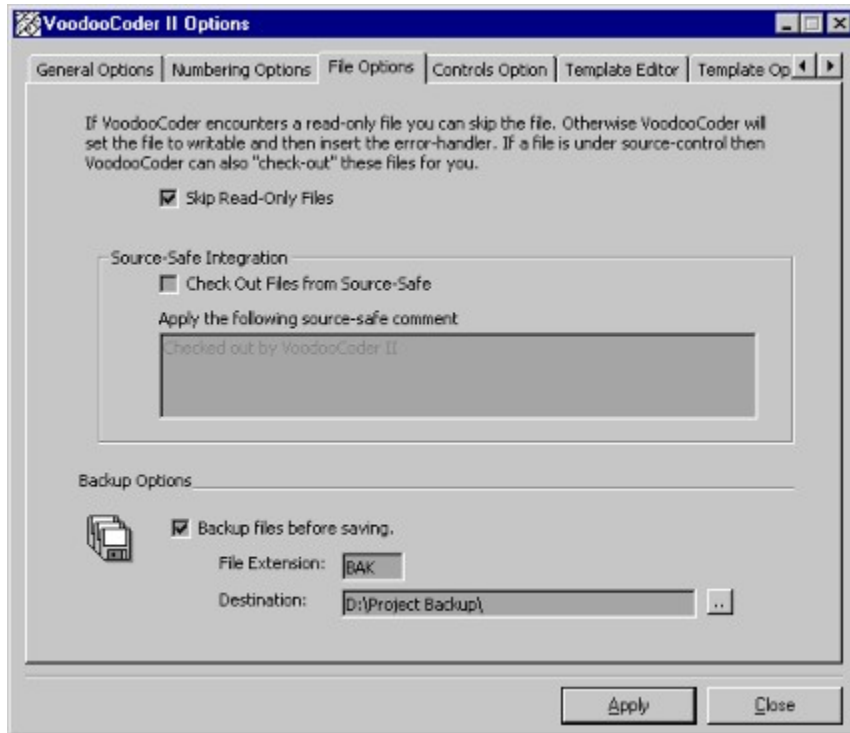 VoodooCoder II Options
General Options Numbering Options File Options Controls Option Template Editor Template Op
If VoodooCoder encounters a read-only file you can skip the file. Otherwise VoodooCoder will
set the file to writable and then insert the error-handler. If a file is under source-control then
VoodooCoder can also "check-out" these files for you.
Skip Read-Only Files
Source-Safe Integration
Check Out Files from Source-Safe
Apply the following source-safe comment
Checked out by VoodooCoder II
Backup Options
Backup files before saving.
File Extension: BAK
Destination: D:\Project Backup\ ..
Apply Close